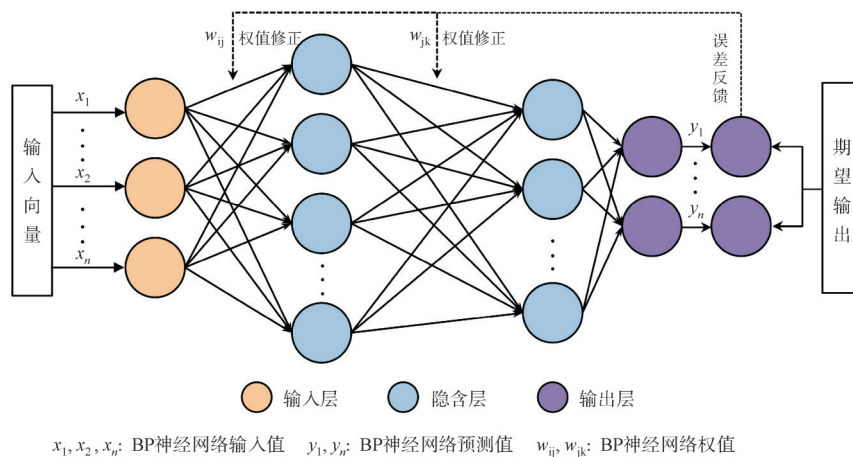 w_ij 权值修正
w_jk 权值修正
误差反馈
输入向量
x_1
x_2
x_n
y_1
y_n
期望输出
输入层
隐含层
输出层
x_1, x_2, x_n: BP神经网络输入值 y_1, y_n: BP神经网络预测值 w_ij, w_jk: BP神经网络权值